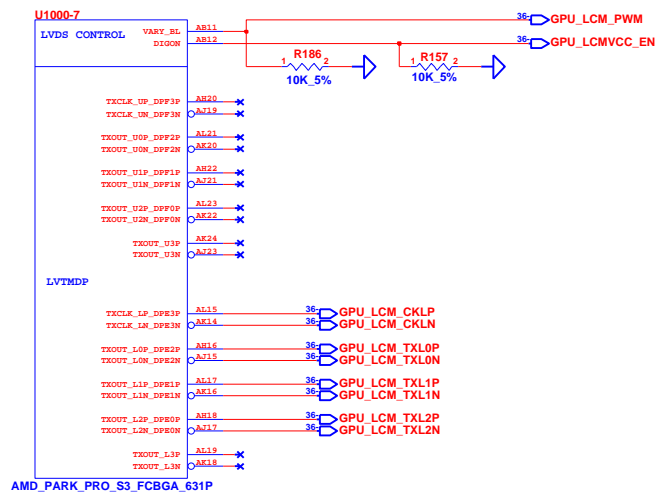 U1000-7
LVDS CONTROL
VARY_BL AB11 36 GPU_LCM_PWM
DIGON AB12 36 GPU_LCMVCC_EN
R186
1 2
10K_5%
R157
1 2
10K_5%
TXCLK_UP_DPF3P AH20
TXCLK_UN_DPF3N AJ19
TXOUT_U0P_DPF2P AL21
TXOUT_U0N_DPF2N AK20
TXOUT_U1P_DPF1P AH22
TXOUT_U1N_DPF1N AJ21
TXOUT_U2P_DPF0P AL23
TXOUT_U2N_DPF0N AK22
TXOUT_U3P AK24
TXOUT_U3N AJ23
LVTMDP
TXCLK_LP_DPE3P AL15 36 GPU_LCM_CKLP
TXCLK_LN_DPE3N AK14 36 GPU_LCM_CKLN
TXOUT_L0P_DPE2P AH16 36 GPU_LCM_TXL0P
TXOUT_L0N_DPE2N AJ15 36 GPU_LCM_TXL0N
TXOUT_L1P_DPE1P AL17 36 GPU_LCM_TXL1P
TXOUT_L1N_DPE1N AK16 36 GPU_LCM_TXL1N
TXOUT_L2P_DPE0P AH18 36 GPU_LCM_TXL2P
TXOUT_L2N_DPE0N AJ17 36 GPU_LCM_TXL2N
TXOUT_L3P AL19
TXOUT_L3N AK18
AMD_PARK_PRO_S3_FCBGA_631P